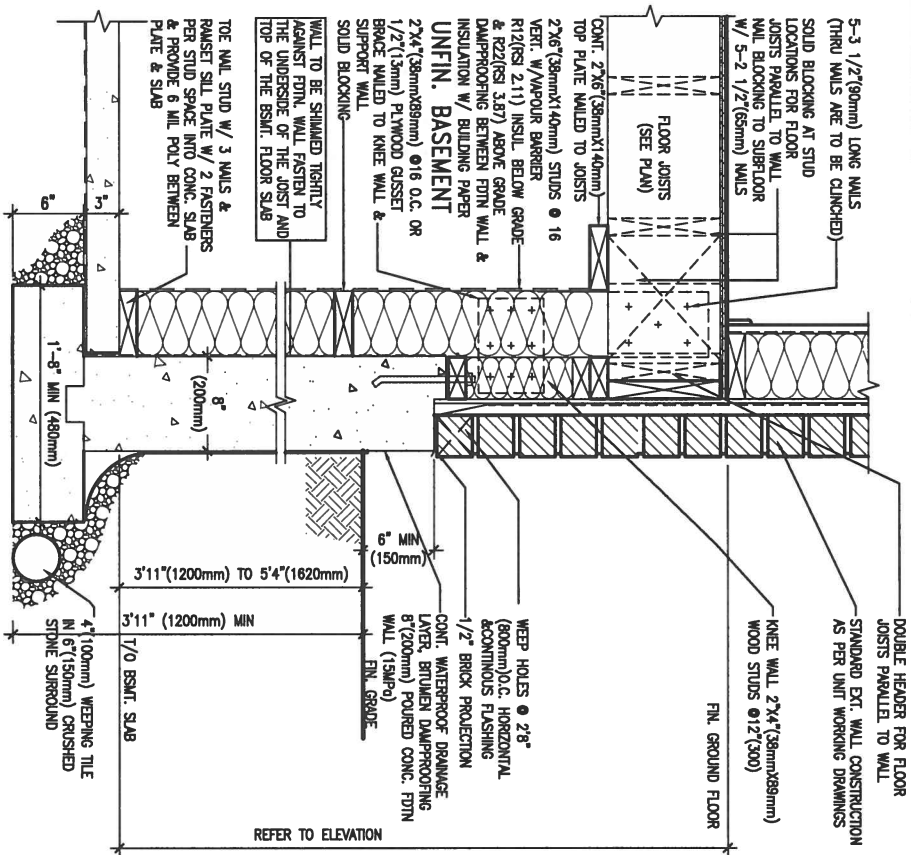 5-3 1/2"(90mm) LONG NAILS
(THRU NAILS ARE TO BE CLINCHED)
SOLID BLOCKING AT STUD
LOCATIONS FOR FLOOR
JOISTS PARALLEL TO WALL
NAIL BLOCKING TO SUBFLOOR
W/ 5-2 1/2"(65mm) NAILS
CONT. 2"X6"(38mmX140mm)
TOP PLATE NAILED TO JOISTS
2"X6"(38mmX140mm) STUDS @ 16
VERT. W/VAPOUR BARRIER
R12(RSI 2.11) INSUL BELOW GRADE
& R22(RSI 3.87) ABOVE GRADE
DAMPPROOFING BETWEEN FDTN WALL &
INSULATION W/ BUILDING PAPER
UNFIN. BASEMENT
2"X4"(38mmX89mm) @16 O.C. OR
1/2"(13mm) PLYWOOD GUSSET
BRACE NAILED TO KNEE WALL &
SUPPORT WALL
SOLID BLOCKING
WALL TO BE SHIMMED TIGHTLY
AGAINST FDTN. WALL FASTEN TO
THE UNDERSIDE OF THE JOIST AND
TOP OF THE BSMT. FLOOR SLAB
TOE NAIL STUD W/ 3 NAILS &
RAMSET SILL PLATE W/ 2 FASTENERS
PER STUD SPACE INTO CONC. SLAB
& PROVIDE 6 MIL POLY BETWEEN
PLATE & SLAB
FLOOR JOISTS
(SEE PLAN)
6"
3"
1'-8" MIN (480mm)
8"
(200mm)
6" MIN
(150mm)
3'11"(1200mm) TO 5'4"(1620mm)
3'11" (1200mm) MIN
DOUBLE HEADER FOR FLOOR
JOISTS PARALLEL TO WALL
STANDARD EXT. WALL CONSTRUCTION
AS PER UNIT WORKING DRAWINGS
KNEE WALL 2"X4"(38mmX89mm)
WOOD STUDS @12"(300)
FIN. GROUND FLOOR
WEEP HOLES @ 2'8"
(800mm)O.C. HORIZONTAL
&CONTINOUS FLASHING
1/2" BRICK PROJECTION
CONT. WATERPROOF DRAINAGE
LAYER, BITUMEN DAMPPROOFING
8"(200mm) POURED CONC. FDTN
WALL (15MPa)
FIN. GRADE
T/O BSMT. SLAB
4"(100mm) WEEPING TILE
IN 6"(150mm) CRUSHED
STONE SURROUND
REFER TO ELEVATION